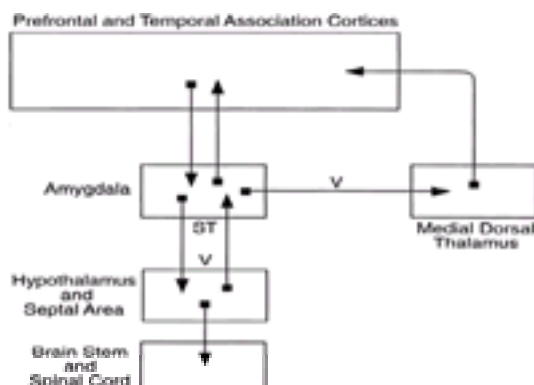 Prefrontal and Temporal Association Cortices
Amygdala
V
ST
Medial Dorsal
Thalamus
V
Hypothalamus
and
Septal Area
Brain Stem
and
Spinal Cord